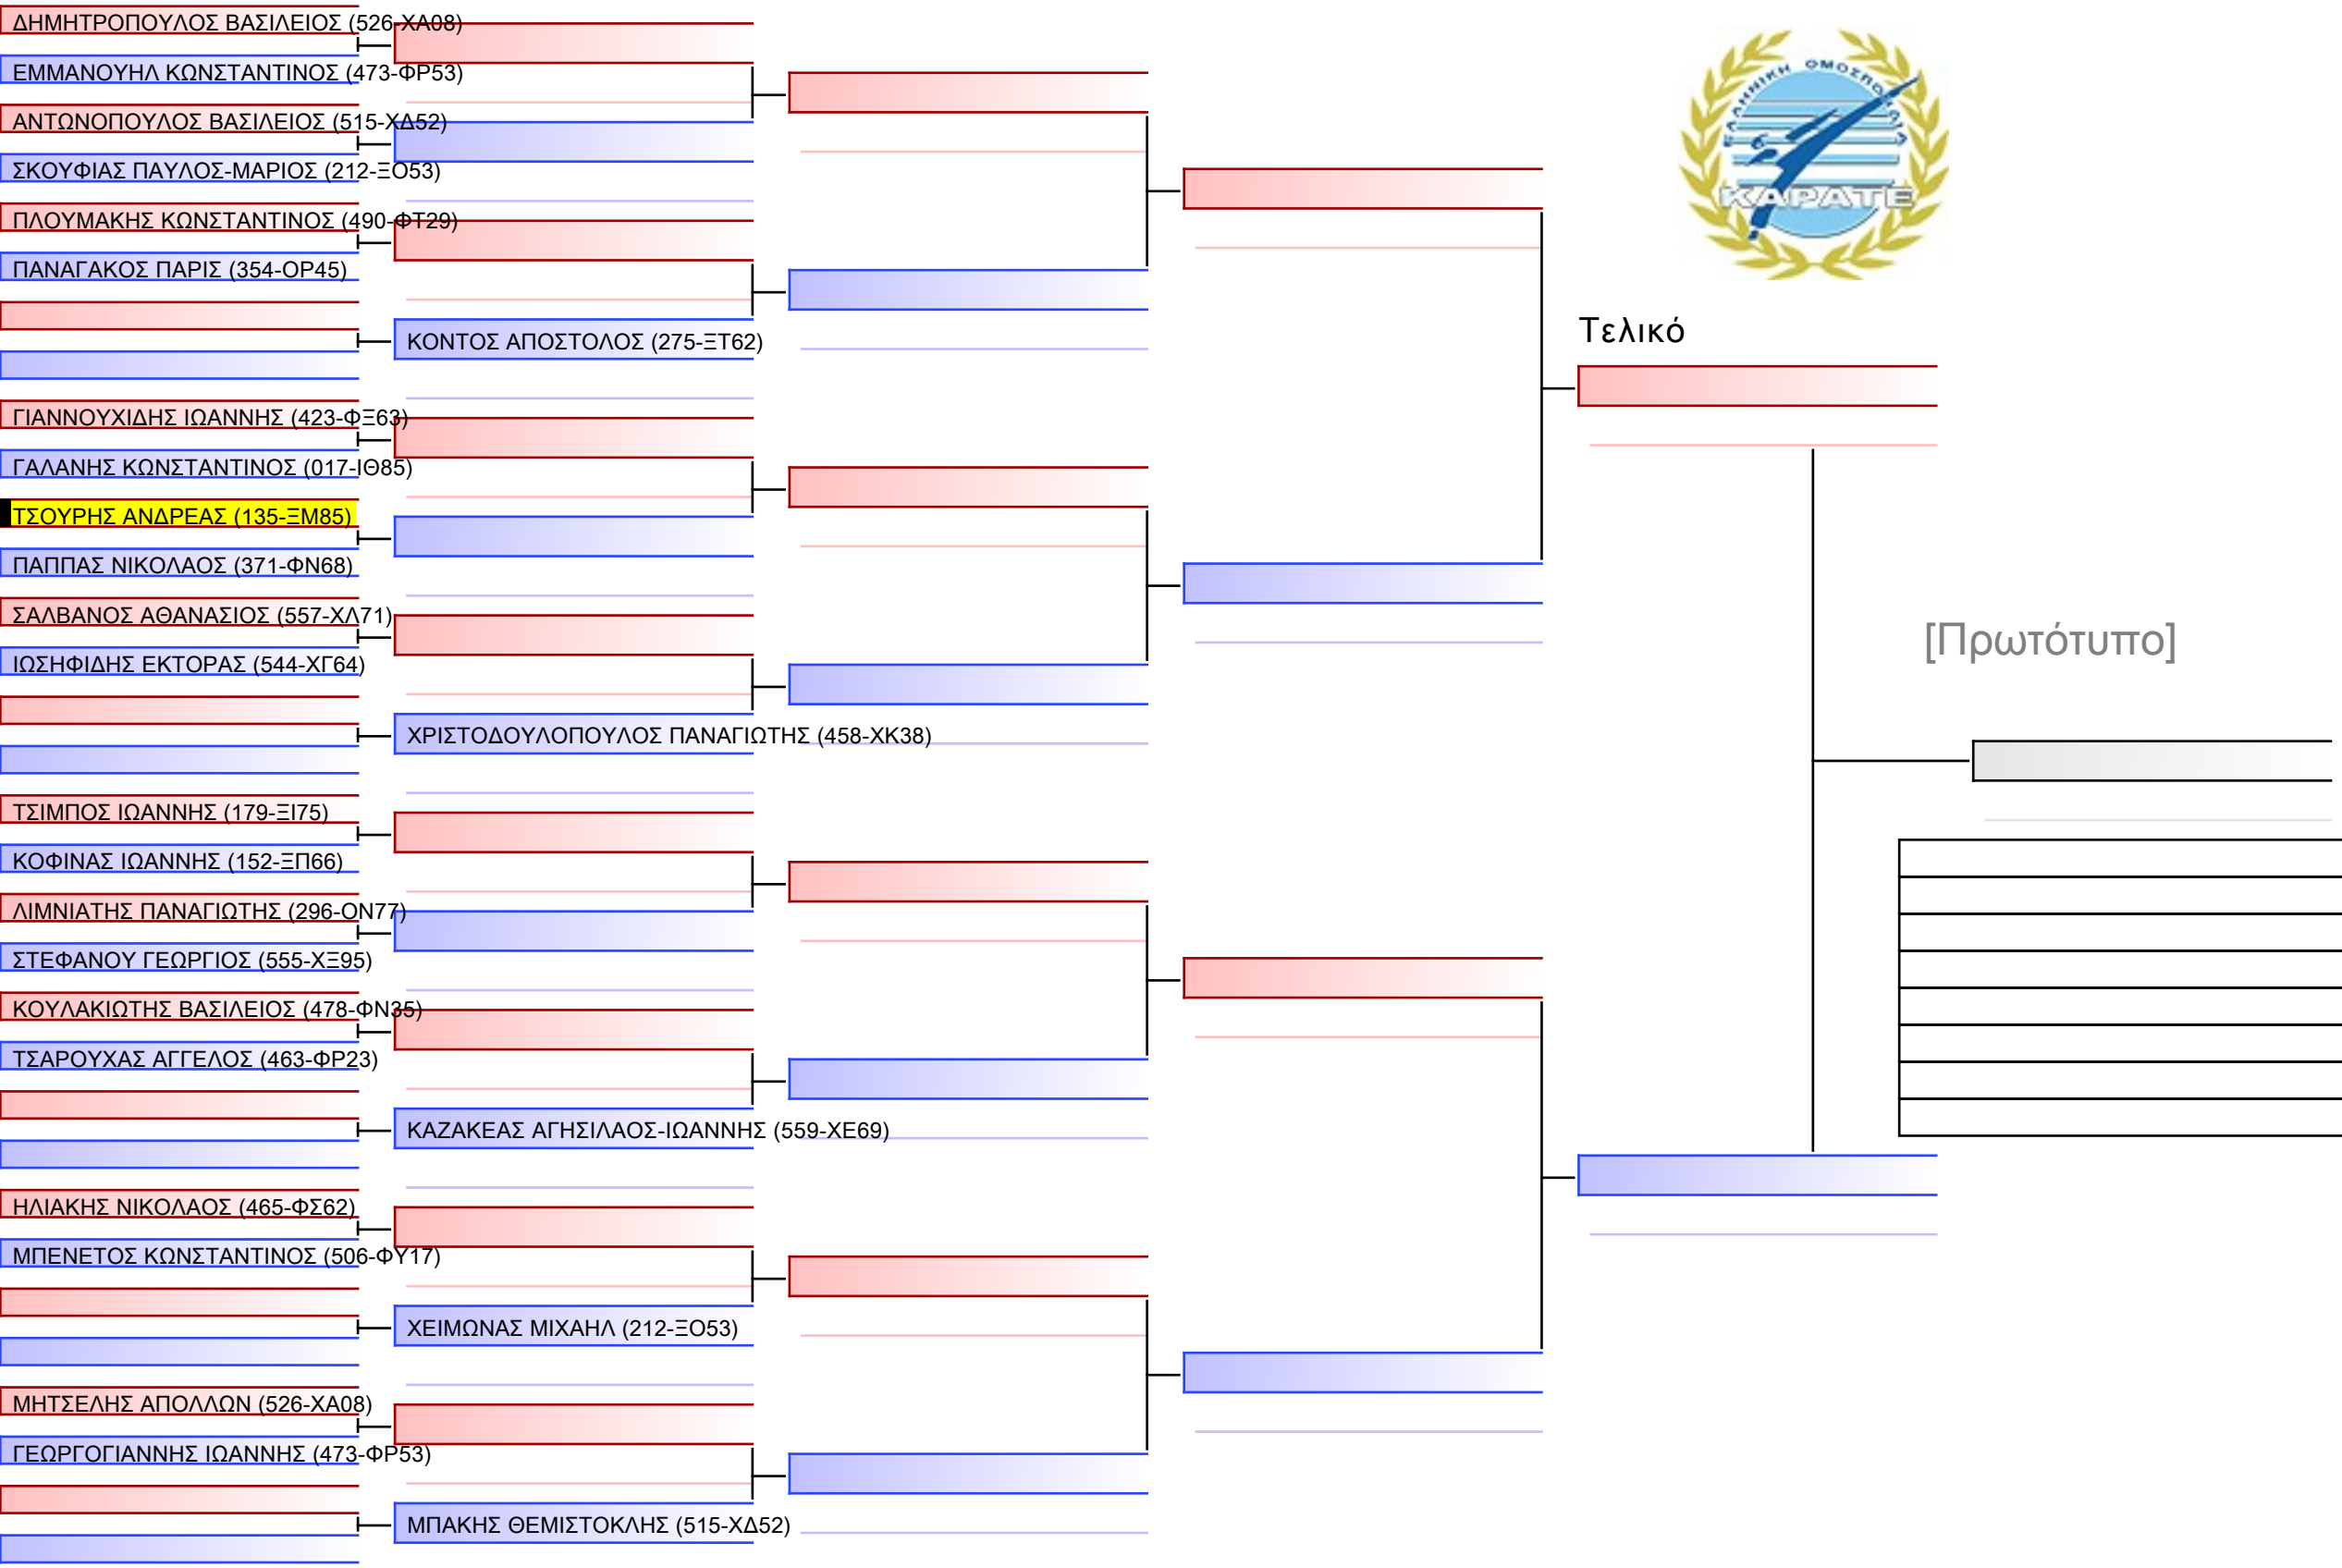 ΔΗΜΗΤΡΟΠΟΥΛΟΣ ΒΑΣΙΛΕΙΟΣ (526-ΧΑ08)
ΕΜΜΑΝΟΥΗΛ ΚΩΝΣΤΑΝΤΙΝΟΣ (473-ΦΡ53)
ΑΝΤΩΝΟΠΟΥΛΟΣ ΒΑΣΙΛΕΙΟΣ (515-ΧΔ52)
ΣΚΟΥΦΙΑΣ ΠΑΥΛΟΣ-ΜΑΡΙΟΣ (212-ΞΟ53)
ΠΛΟΥΜΑΚΗΣ ΚΩΝΣΤΑΝΤΙΝΟΣ (490-ΦΤ29)
ΠΑΝΑΓΑΚΟΣ ΠΑΡΙΣ (354-ΟΡ45)
ΚΟΝΤΟΣ ΑΠΟΣΤΟΛΟΣ (275-ΞΤ62)
ΓΙΑΝΝΟΥΧΙΔΗΣ ΙΩΑΝΝΗΣ (423-ΦΞ63)
ΓΑΛΑΝΗΣ ΚΩΝΣΤΑΝΤΙΝΟΣ (017-ΙΘ85)
ΤΣΟΥΡΗΣ ΑΝΔΡΕΑΣ (135-ΞΜ85)
ΠΑΠΠΑΣ ΝΙΚΟΛΑΟΣ (371-ΦΝ68)
ΣΑΛΒΑΝΟΣ ΑΘΑΝΑΣΙΟΣ (557-ΧΛ71)
ΙΩΣΗΦΙΔΗΣ ΕΚΤΟΡΑΣ (544-ΧΓ64)
ΧΡΙΣΤΟΔΟΥΛΟΠΟΥΛΟΣ ΠΑΝΑΓΙΩΤΗΣ (458-ΧΚ38)
ΤΣΙΜΠΟΣ ΙΩΑΝΝΗΣ (179-ΞΙ75)
ΚΟΦΙΝΑΣ ΙΩΑΝΝΗΣ (152-ΞΠ66)
ΛΙΜΝΙΑΤΗΣ ΠΑΝΑΓΙΩΤΗΣ (296-ΟΝ77)
ΣΤΕΦΑΝΟΥ ΓΕΩΡΓΙΟΣ (555-ΧΞ95)
ΚΟΥΛΑΚΙΩΤΗΣ ΒΑΣΙΛΕΙΟΣ (478-ΦΝ35)
ΤΣΑΡΟΥΧΑΣ ΑΓΓΕΛΟΣ (463-ΦΡ23)
ΚΑΖΑΚΕΑΣ ΑΓΗΣΙΛΑΟΣ-ΙΩΑΝΝΗΣ (559-ΧΕ69)
ΗΛΙΑΚΗΣ ΝΙΚΟΛΑΟΣ (465-ΦΣ62)
ΜΠΕΝΕΤΟΣ ΚΩΝΣΤΑΝΤΙΝΟΣ (506-ΦΥ17)
ΧΕΙΜΩΝΑΣ ΜΙΧΑΗΛ (212-ΞΟ53)
ΜΗΤΣΕΛΗΣ ΑΠΟΛΛΩΝ (526-ΧΑ08)
ΓΕΩΡΓΟΓΙΑΝΝΗΣ ΙΩΑΝΝΗΣ (473-ΦΡ53)
ΜΠΑΚΗΣ ΘΕΜΙΣΤΟΚΛΗΣ (515-ΧΔ52)
ΕΛΛΗΝΙΚΗ ΟΜΟΣΠΟΝΔΙΑ
ΚΑΡΑΤΕ
Τελικό
[Πρωτότυπο]